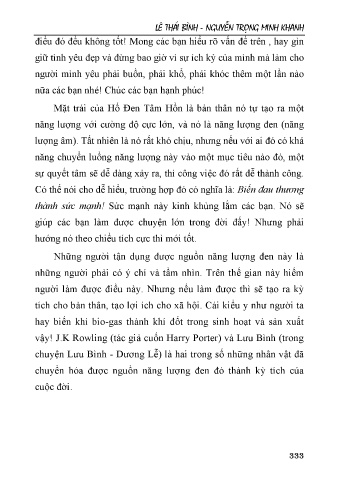 LÊ THÁI BÌNH - NGUYỄN TRỌNG MINH KHANH
điều đó đều không tốt! Mong các bạn hiểu rõ vấn đề trên , hay gìn
giữ tình yêu đẹp và đừng bao giờ vì sự ích kỷ của mình mà làm cho
người mình yêu phải buồn, phải khổ, phải khóc thêm một lần nào
nữa các bạn nhé! Chúc các bạn hạnh phúc!
Mặt trái của Hố Đen Tâm Hồn là bản thân nó tự tạo ra một
năng lượng với cường độ cực lớn, và nó là năng lượng đen (năng
lượng âm). Tất nhiên là nó rất khó chịu, nhưng nếu với ai đó có khả
năng chuyển luồng năng lượng này vào một mục tiêu nào đó, một
sự quyết tâm sẽ dễ dàng xảy ra, thì công việc đó rất dễ thành công.
Có thể nói cho dễ hiểu, trường hợp đó có nghĩa là: Biến đau thương
thành sức mạnh! Sức mạnh này kinh khủng lắm các bạn. Nó sẽ
giúp các bạn làm được chuyện lớn trong đời đấy! Nhưng phải
hướng nó theo chiều tích cực thì mới tốt.
Những người tận dụng được nguồn năng lượng đen này là
những người phải có ý chí và tầm nhìn. Trên thế gian này hiếm
người làm được điều này. Nhưng nếu làm được thì sẽ tạo ra kỳ
tích cho bản thân, tạo lợi ích cho xã hội. Cái kiểu y như người ta
hay biến khí bio-gas thành khí đốt trong sinh hoạt và sản xuất
vậy! J.K Rowling (tác giả cuốn Harry Porter) và Lưu Bình (trong
chuyện Lưu Bình - Dương Lễ) là hai trong số những nhân vật đã
chuyển hóa được nguồn năng lượng đen đó thành kỳ tích của
cuộc đời.
333